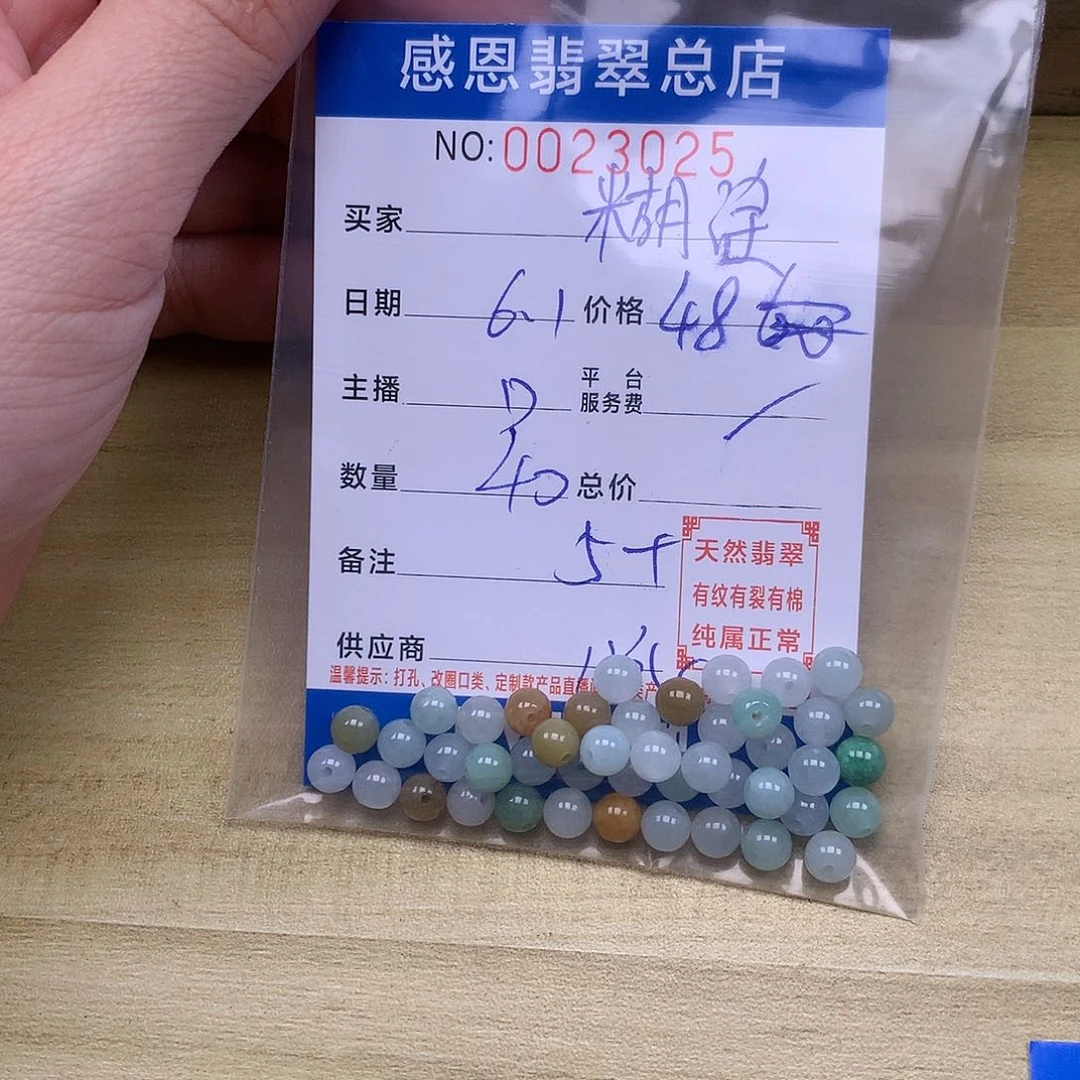 感恩翡翠总店
NO:0023025
买家 糊涂
日期 6.1 价格 48
主播 平台
服务费 /
数量 40 总价
备注 5+
天然翡翠
有纹有裂有棉
纯属正常
供应商
温馨提示：打孔、改圈口类、定制款产品直播